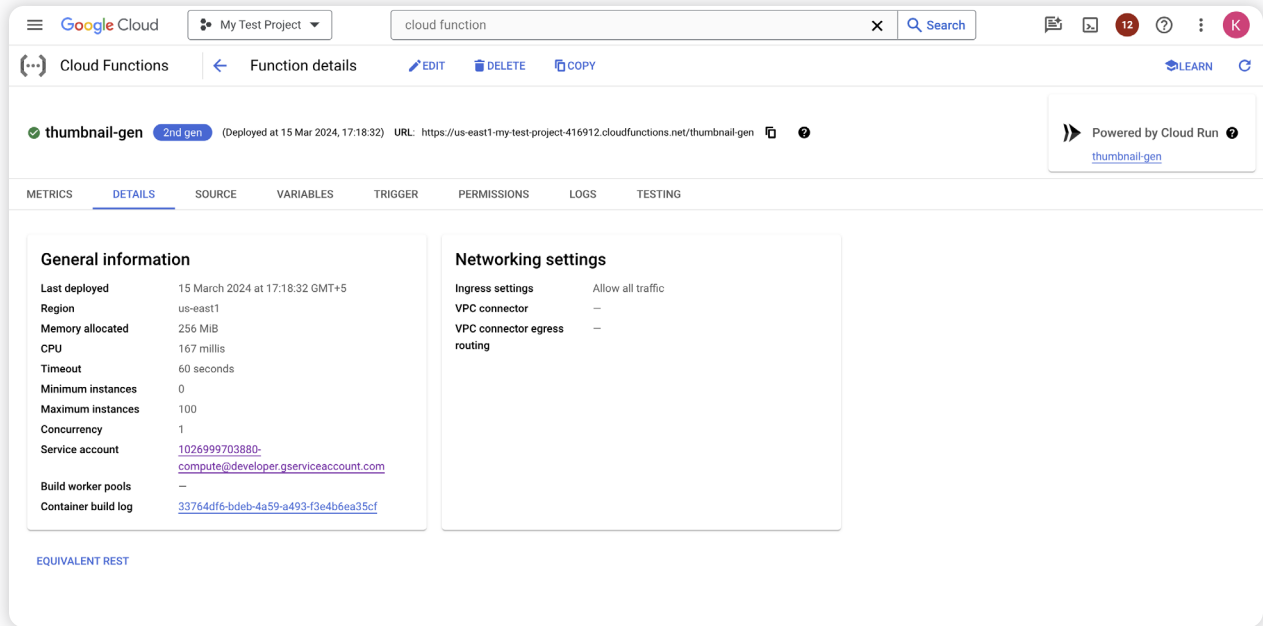 Google Cloud
My Test Project
cloud function
Search
12
K
Cloud Functions
Function details
EDIT
DELETE
COPY
LEARN
thumbnail-gen
2nd gen
(Deployed at 15 Mar 2024, 17:18:32)
URL: https://us-east1-my-test-project-416912.cloudfunctions.net/thumbnail-gen
Powered by Cloud Run
thumbnail-gen
METRICS
DETAILS
SOURCE
VARIABLES
TRIGGER
PERMISSIONS
LOGS
TESTING
General information
Last deployed 15 March 2024 at 17:18:32 GMT+5
Region us-east1
Memory allocated 256 MiB
CPU 167 millis
Timeout 60 seconds
Minimum instances 0
Maximum instances 100
Concurrency 1
Service account 1026999703880-
compute@developer.gserviceaccount.com
Build worker pools —
Container build log 33764df6-bdeb-4a59-a493-f3e4b6ea35cf
Networking settings
Ingress settings Allow all traffic
VPC connector —
VPC connector egress —
routing
EQUIVALENT REST